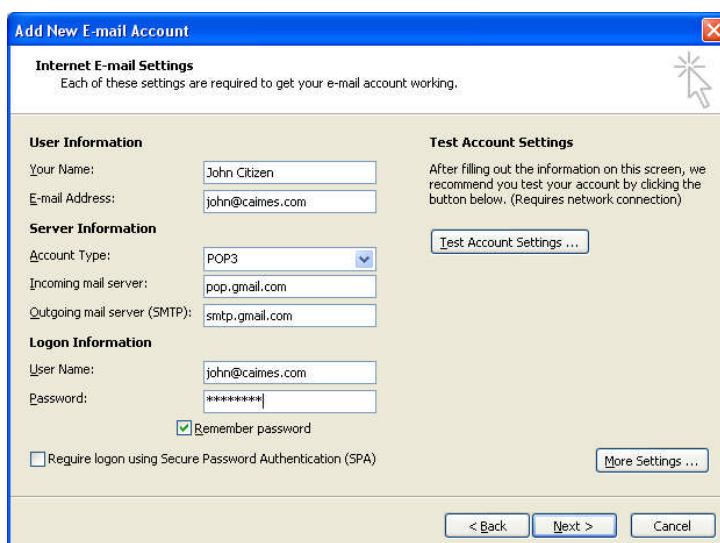 Add New E-mail Account
Internet E-mail Settings
Each of these settings are required to get your e-mail account working.
User Information
Your Name: John Citizen
E-mail Address: john@caimes.com
Server Information
Account Type: POP3
Incoming mail server: pop.gmail.com
Outgoing mail server (SMTP): smtp.gmail.com
Logon Information
User Name: john@caimes.com
Password: ********
Remember password
Require logon using Secure Password Authentication (SPA)
Test Account Settings
After filling out the information on this screen, we
recommend you test your account by clicking the
button below. (Requires network connection)
Test Account Settings ...
More Settings ...
< Back Next > Cancel